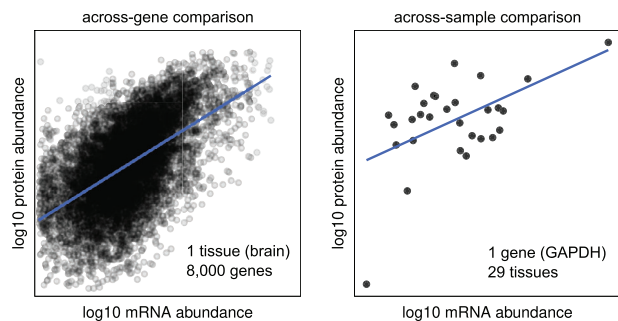 across-gene comparison
log10 protein abundance
1 tissue (brain)
8,000 genes
log10 mRNA abundance
across-sample comparison
log10 protein abundance
1 gene (GAPDH)
29 tissues
log10 mRNA abundance